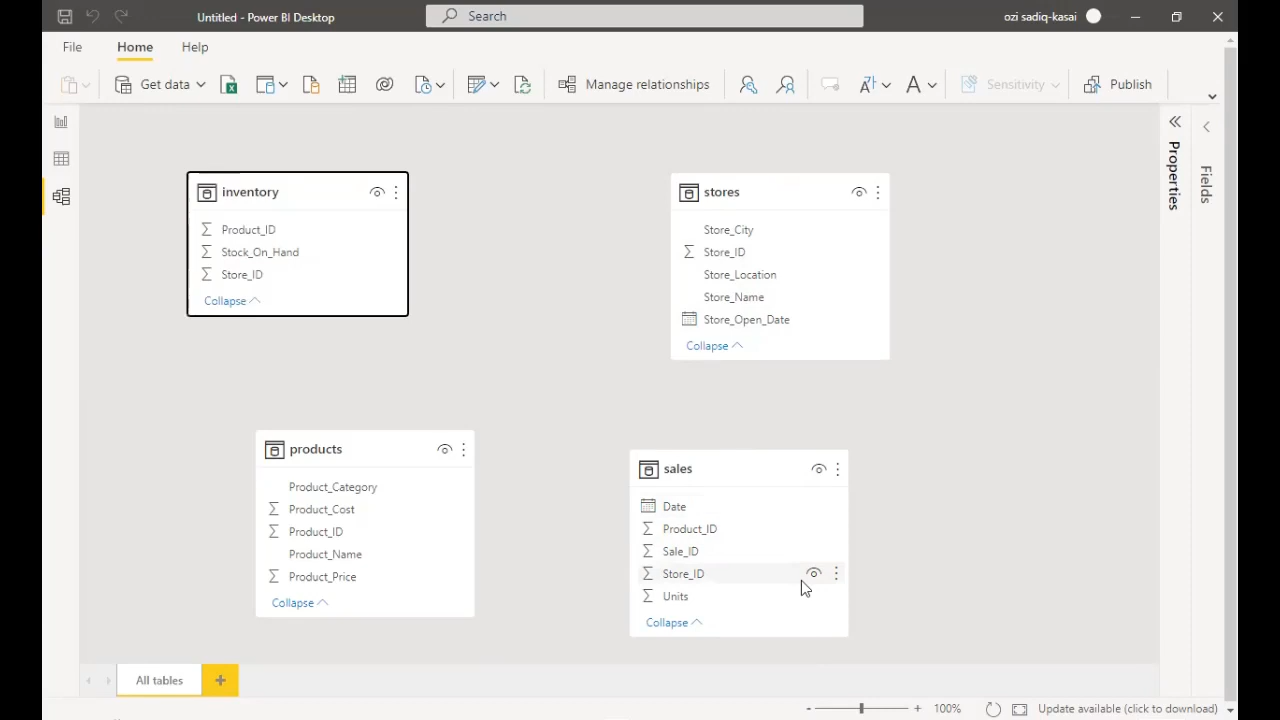 Untitled - Power BI Desktop
Search
ozi sadiq-kasai
File
Home
Help
Get data
Manage relationships
Sensitivity
Publish
inventory
Product_ID
Stock_On_Hand
Store_ID
Collapse
stores
Store_City
Store_ID
Store_Location
Store_Name
Store_Open_Date
Collapse
products
Product_Category
Product_Cost
Product_ID
Product_Name
Product_Price
Collapse
sales
Date
Product_ID
Sale_ID
Store_ID
Units
Collapse
Properties
Fields
All tables
+
- + 100%
Update available (click to download)